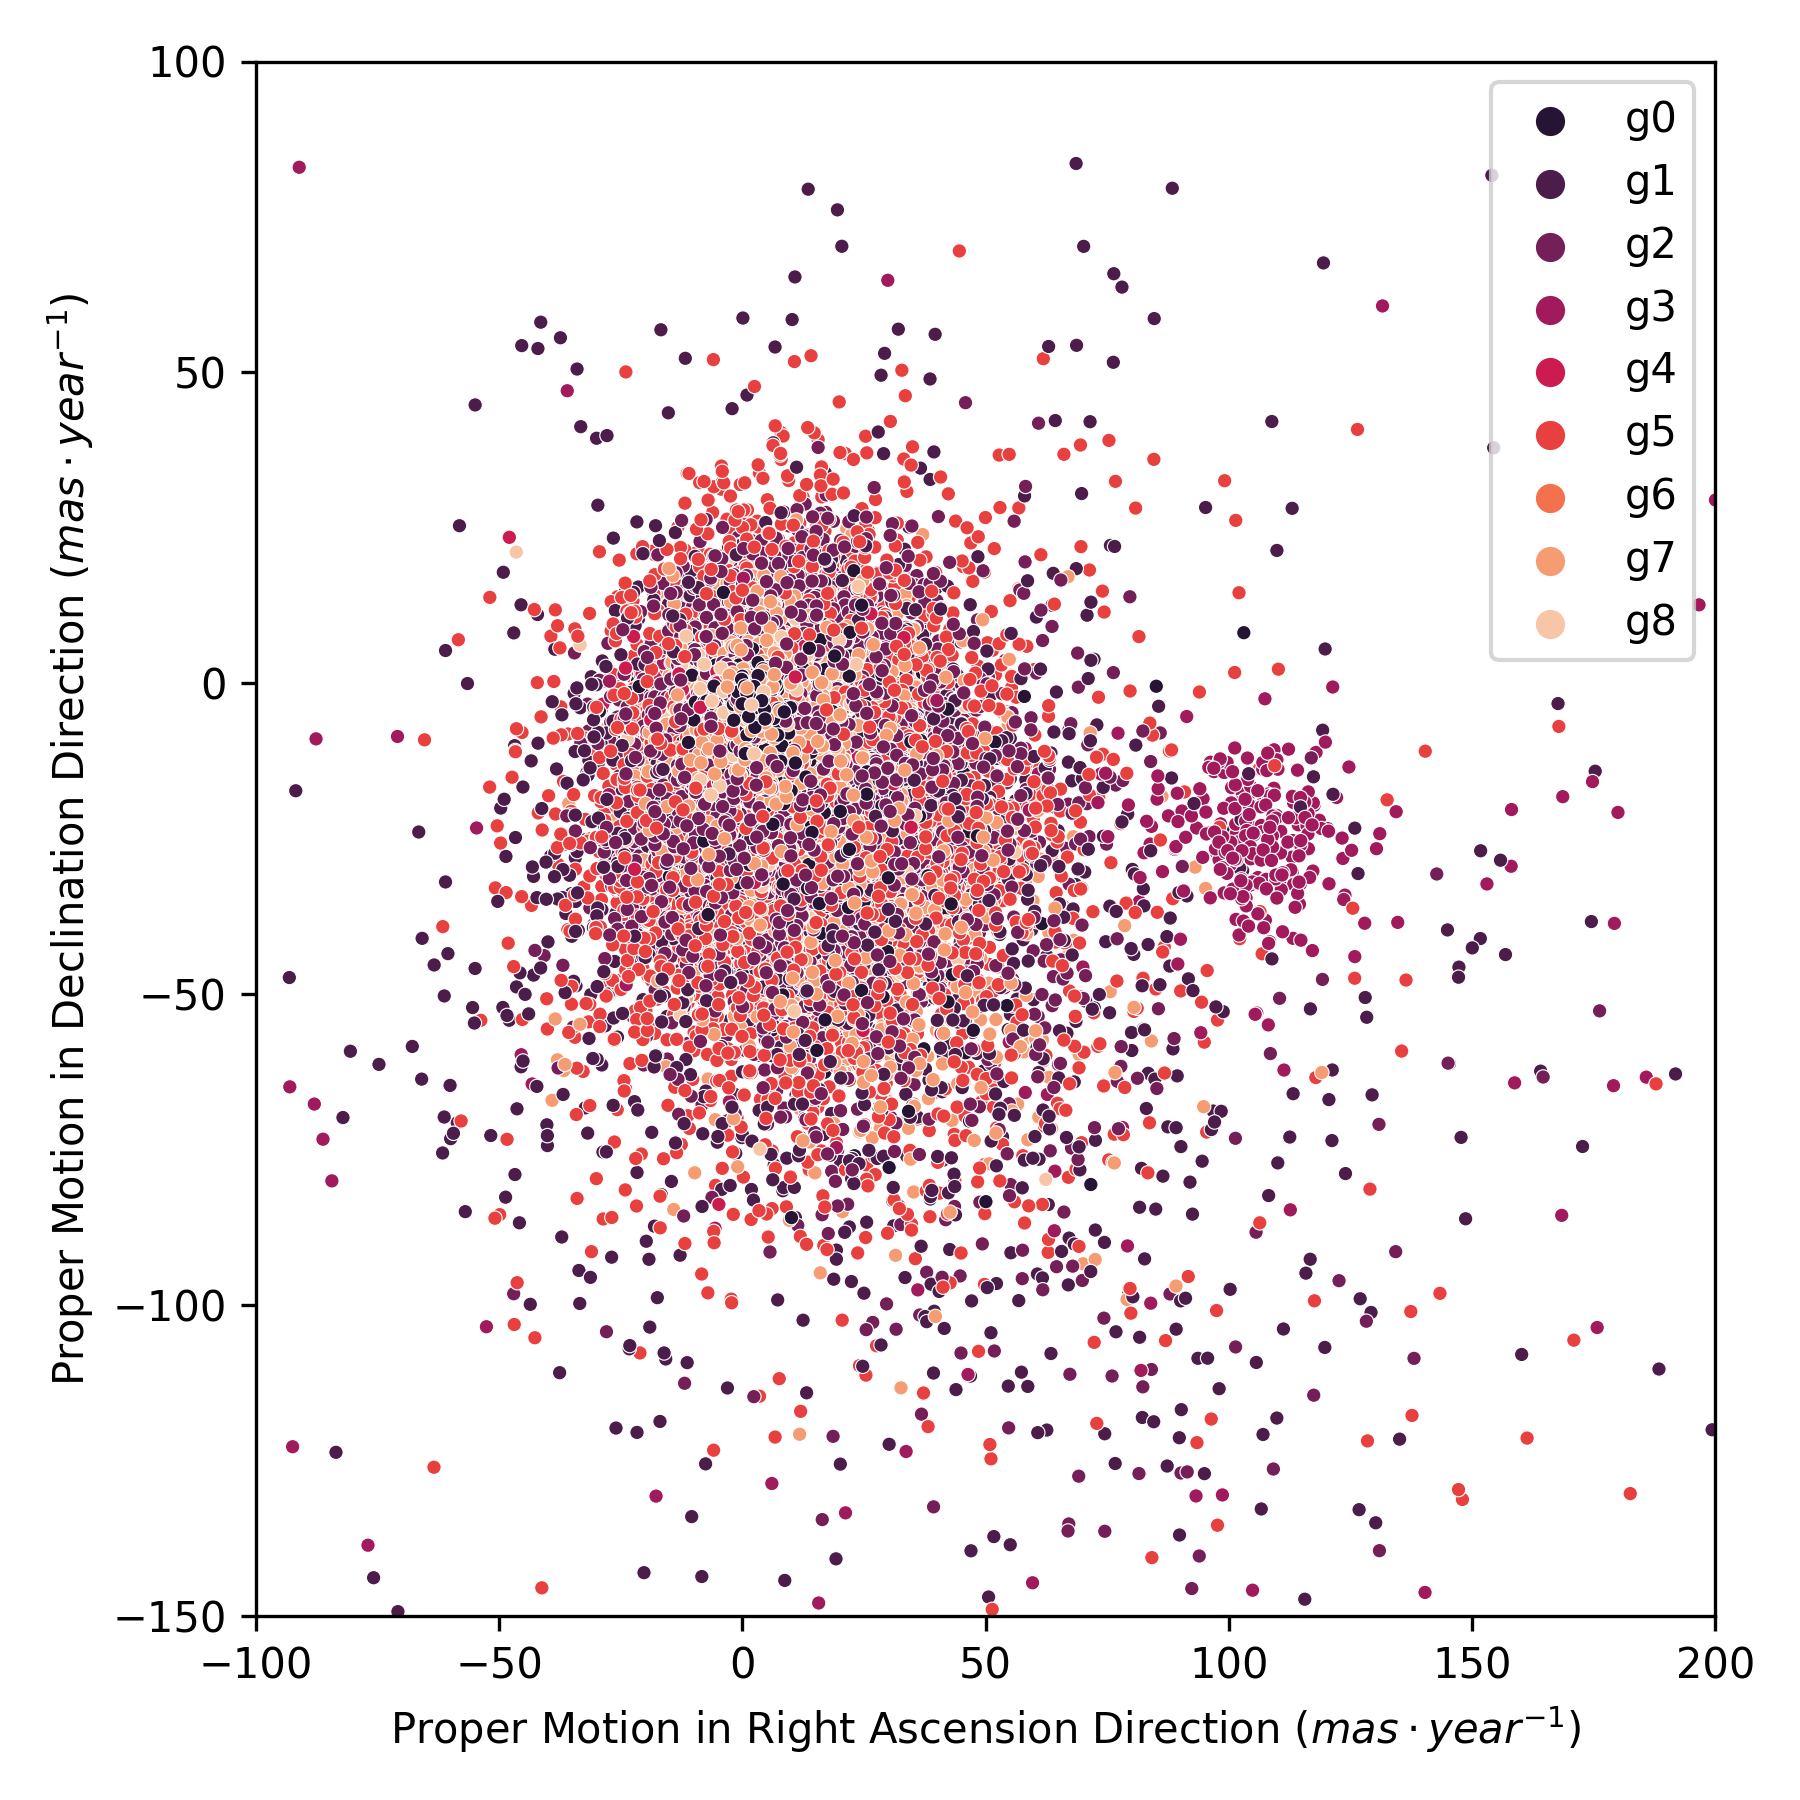 100
50
0
−50
−100
−150
−100
−50
0
50
100
150
200
Proper Motion in Declination Direction (mas · year⁻¹)
Proper Motion in Right Ascension Direction (mas · year⁻¹)
g0
g1
g2
g3
g4
g5
g6
g7
g8